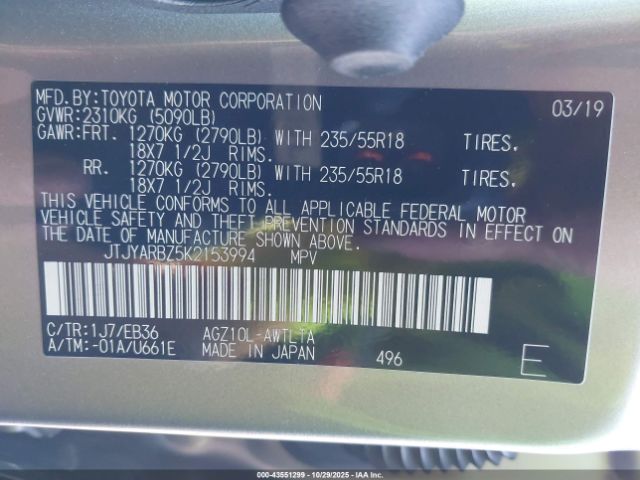 MFD.BY:TOYOTA MOTOR CORPORATION 03/19
GVWR:2310KG (5090LB)
GAWR:FRT. 1270KG (2790LB) WITH 235/55R18 TIRES,
18X7 1/2J RIMS.
RR. 1270KG (2790LB) WITH 235/55R18 TIRES,
18X7 1/2J RIMS.
THIS VEHICLE CONFORMS TO ALL APPLICABLE FEDERAL MOTOR
VEHICLE SAFETY AND THEFT PREVENTION STANDARDS IN EFFECT ON
THE DATE OF MANUFACTURE SHOWN ABOVE.
JTJYARBZ5K2153994 MPV
C/TR:1J7/EB36 AGZ10L-AWTLTA
A/TM:-01A/U661E MADE IN JAPAN 496 E
000-43551299 10/29/2025 IAA, Inc.